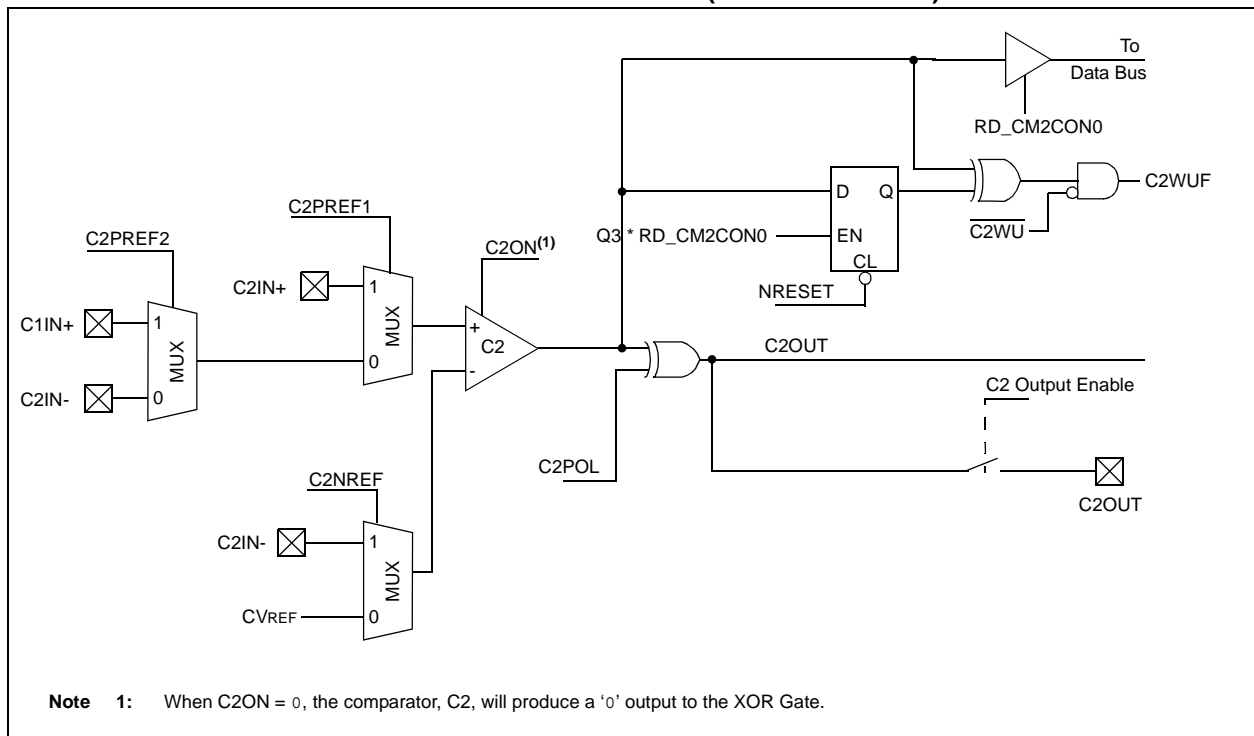 To
Data Bus
RD_CM2CON0
C2WUF
C2WU
D Q
Q3 * RD_CM2CON0
EN
CL
NRESET
C2PREF1
C2PREF2
C2ON(1)
C2IN+
1
MUX
0
C1IN+
1
MUX
C2IN-
0
+
C2
-
C2OUT
C2 Output Enable
C2POL
C2OUT
C2NREF
C2IN-
1
MUX
CVREF
0
Note 1: When C2ON = 0, the comparator, C2, will produce a ‘0’ output to the XOR Gate.